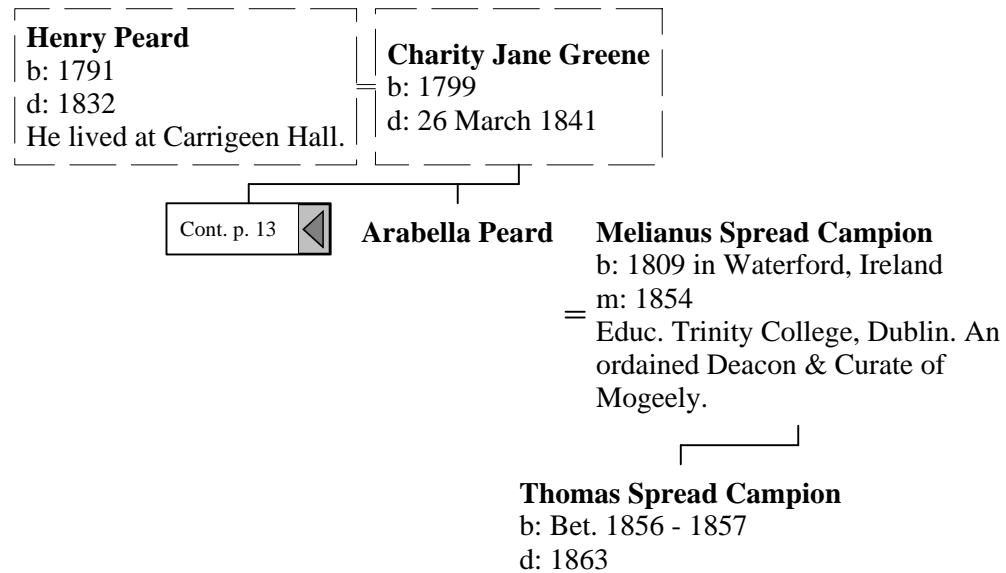 Henry Peard
b: 1791
d: 1832
He lived at Carrigeen Hall.
=
Charity Jane Greene
b: 1799
d: 26 March 1841
Cont. p. 13
Arabella Peard
=
Melianus Spread Campion
b: 1809 in Waterford, Ireland
m: 1854
Educ. Trinity College, Dublin. An
ordained Deacon & Curate of
Mogeely.
Thomas Spread Campion
b: Bet. 1856 - 1857
d: 1863